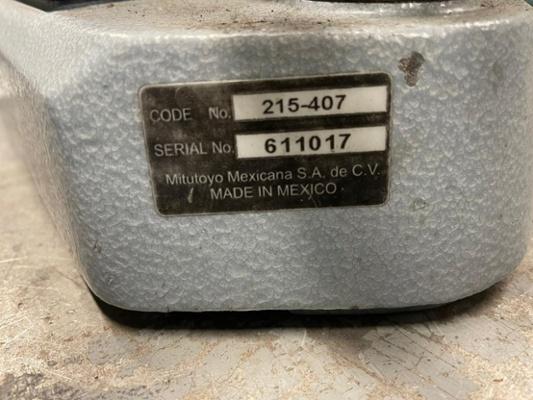 CODE No. 215-407
SERIAL No. 611017
Mitutoyo Mexicana S.A. de C.V.
MADE IN MEXICO